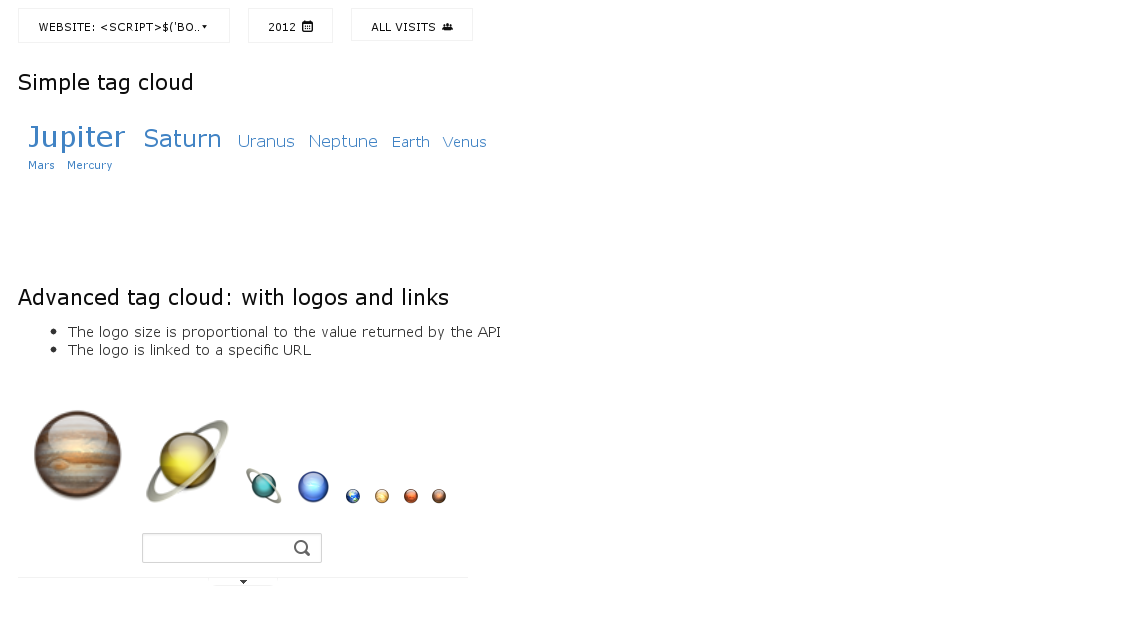 WEBSITE: <SCRIPT>$('BO..
2012
ALL VISITS
Simple tag cloud
Jupiter Saturn Uranus Neptune Earth Venus
Mars Mercury
Advanced tag cloud: with logos and links
The logo size is proportional to the value returned by the API
The logo is linked to a specific URL